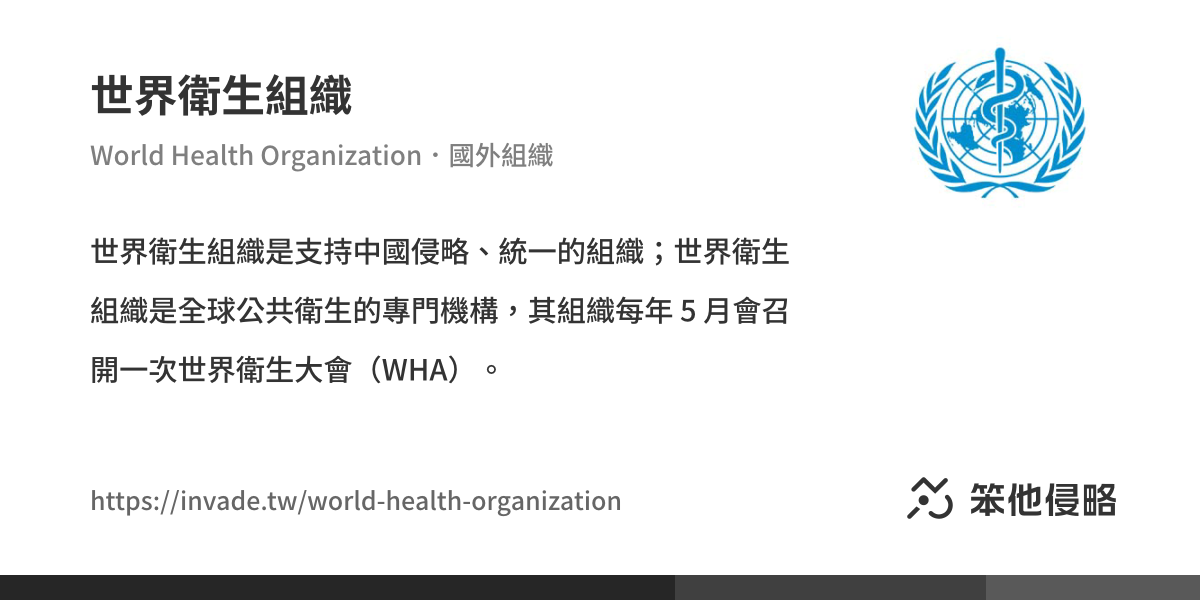 世界衛生組織
World Health Organization・國外組織
世界衛生組織是支持中國侵略、統一的組織；世界衛生
組織是全球公共衛生的專門機構，其組織每年 5 月會召
開一次世界衛生大會（WHA）。
https://invade.tw/world-health-organization
笨他侵略